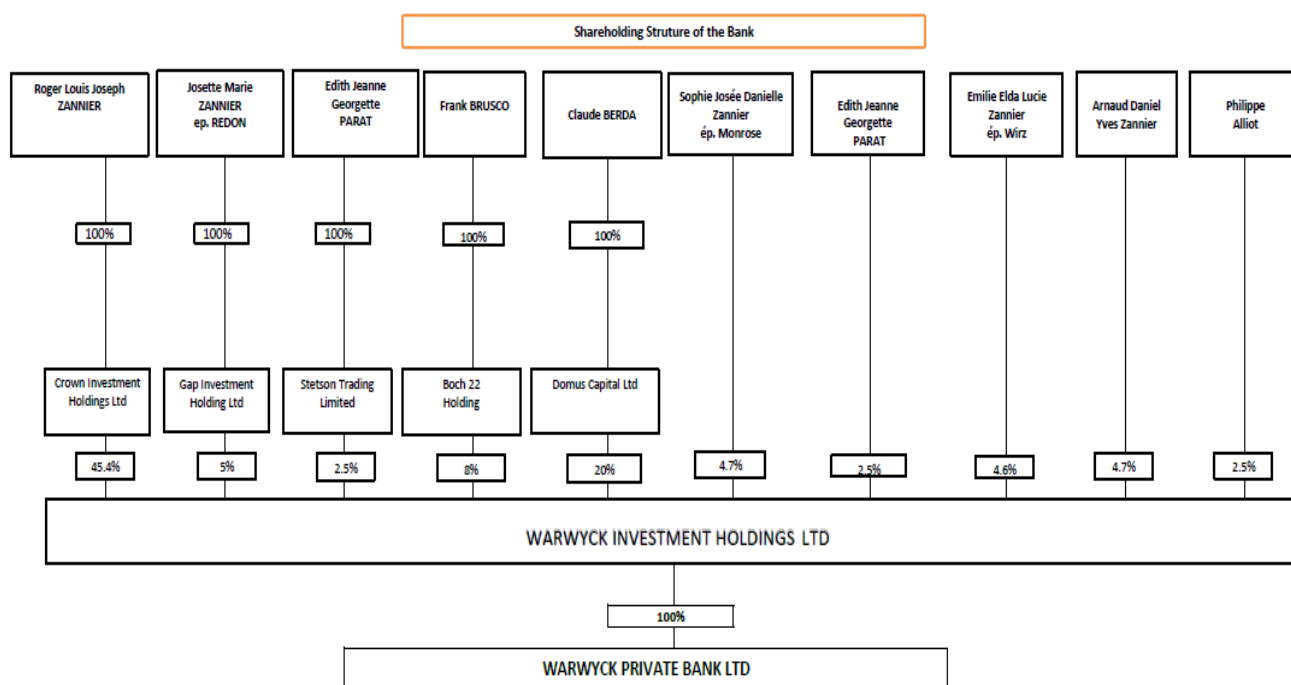 Shareholding Struture of the Bank
Roger Louis Joseph
ZANNIER
Josette Marie
ZANNIER
ep. REDON
Edith Jeanne
Georgette
PARAT
Frank BRUSCO
Claude BERDA
Sophie Josée Danielle
Zannier
ép. Monrose
Edith Jeanne
Georgette
PARAT
Emilie Elda Lucie
Zannier
ép. Wirz
Arnaud Daniel
Yves Zannier
Philippe
Alliot
100%
100%
100%
100%
100%
Crown Investment
Holdings Ltd
Gap Investment
Holding Ltd
Stetson Trading
Limited
Boch 22
Holding
Domus Capital Ltd
45.4%
5%
2.5%
8%
20%
4.7%
2.5%
4.6%
4.7%
2.5%
WARWYCK INVESTMENT HOLDINGS LTD
100%
WARWYCK PRIVATE BANK LTD